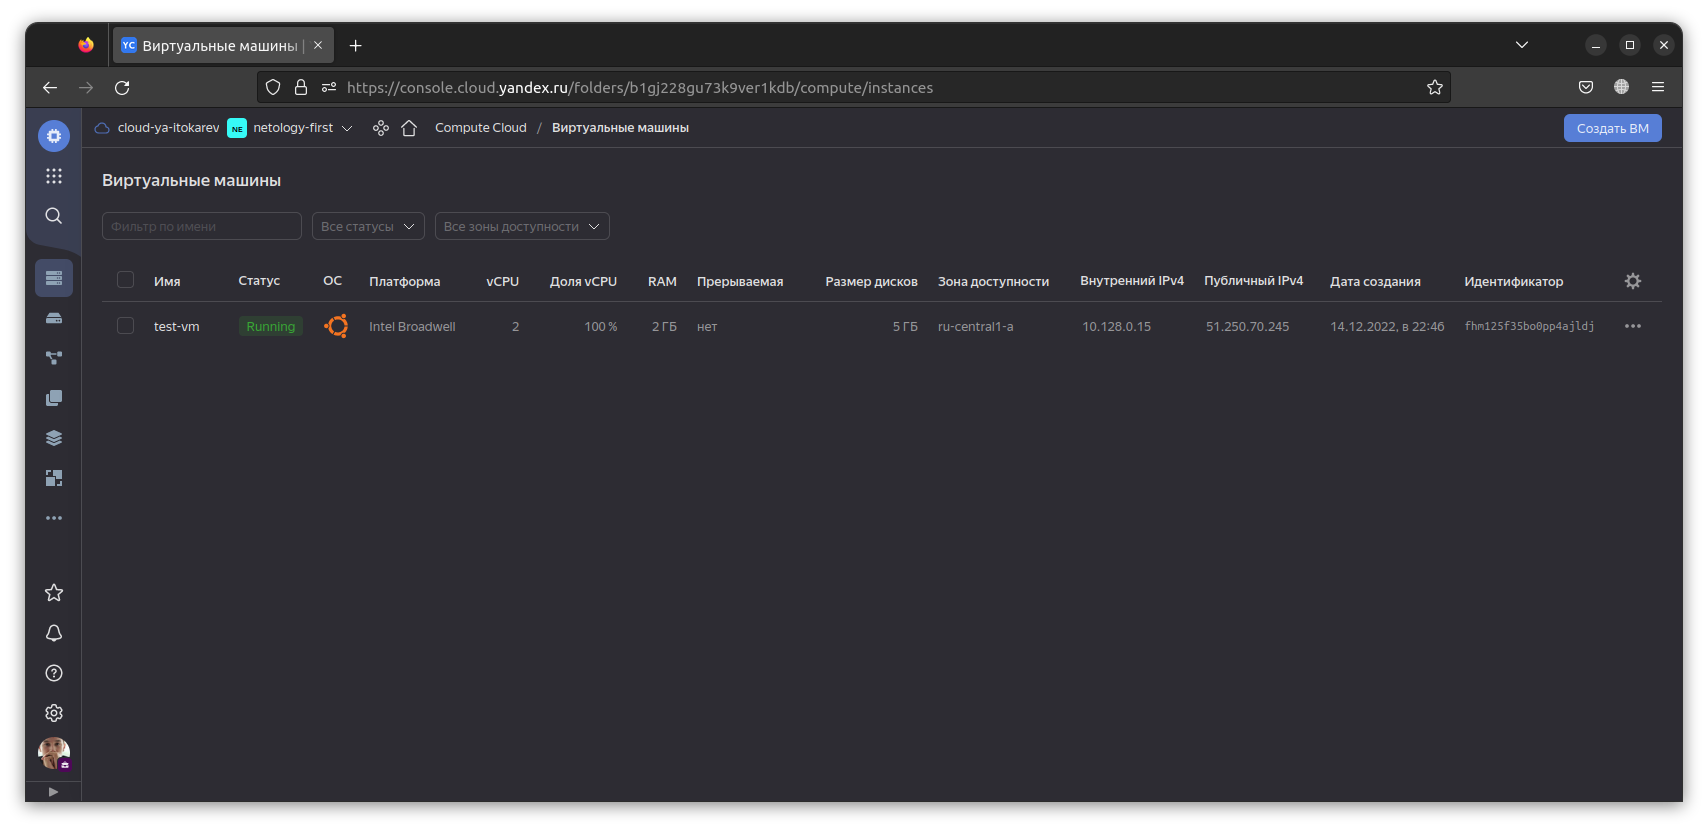 YC Виртуальные машины |
https://console.cloud.yandex.ru/folders/b1gj228gu73k9ver1kdb/compute/instances
cloud-ya-itokarev NE netology-first Compute Cloud / Виртуальные машины Создать ВМ
Виртуальные машины
Фильтр по имени Все статусы Все зоны доступности
Имя Статус ОС Платформа vCPU Доля vCPU RAM Прерываемая Размер дисков Зона доступности Внутренний IPv4 Публичный IPv4 Дата создания Идентификатор
test-vm Running Intel Broadwell 2 100 % 2 ГБ нет 5 ГБ ru-central1-a 10.128.0.15 51.250.70.245 14.12.2022, в 22:46 fhm125f35bo0pp4ajldj